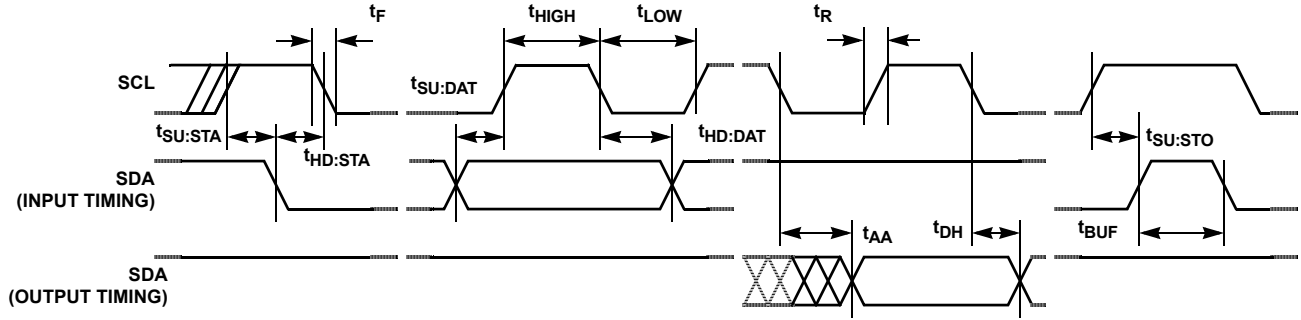 tF
tHIGH
tLOW
tR
SCL
tSU:DAT
tSU:STA
tHD:STA
tHD:DAT
tSU:STO
SDA
(INPUT TIMING)
tAA
tDH
tBUF
SDA
(OUTPUT TIMING)